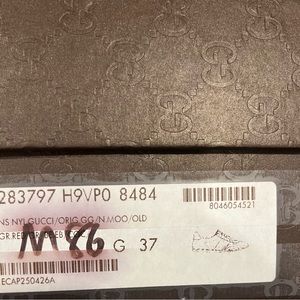 283797 H9VP0 8484
8046054521
NS NYL.GUCCI/ORIG.GG/N.MOO/OLD
M86 G 37
ECAP250426A